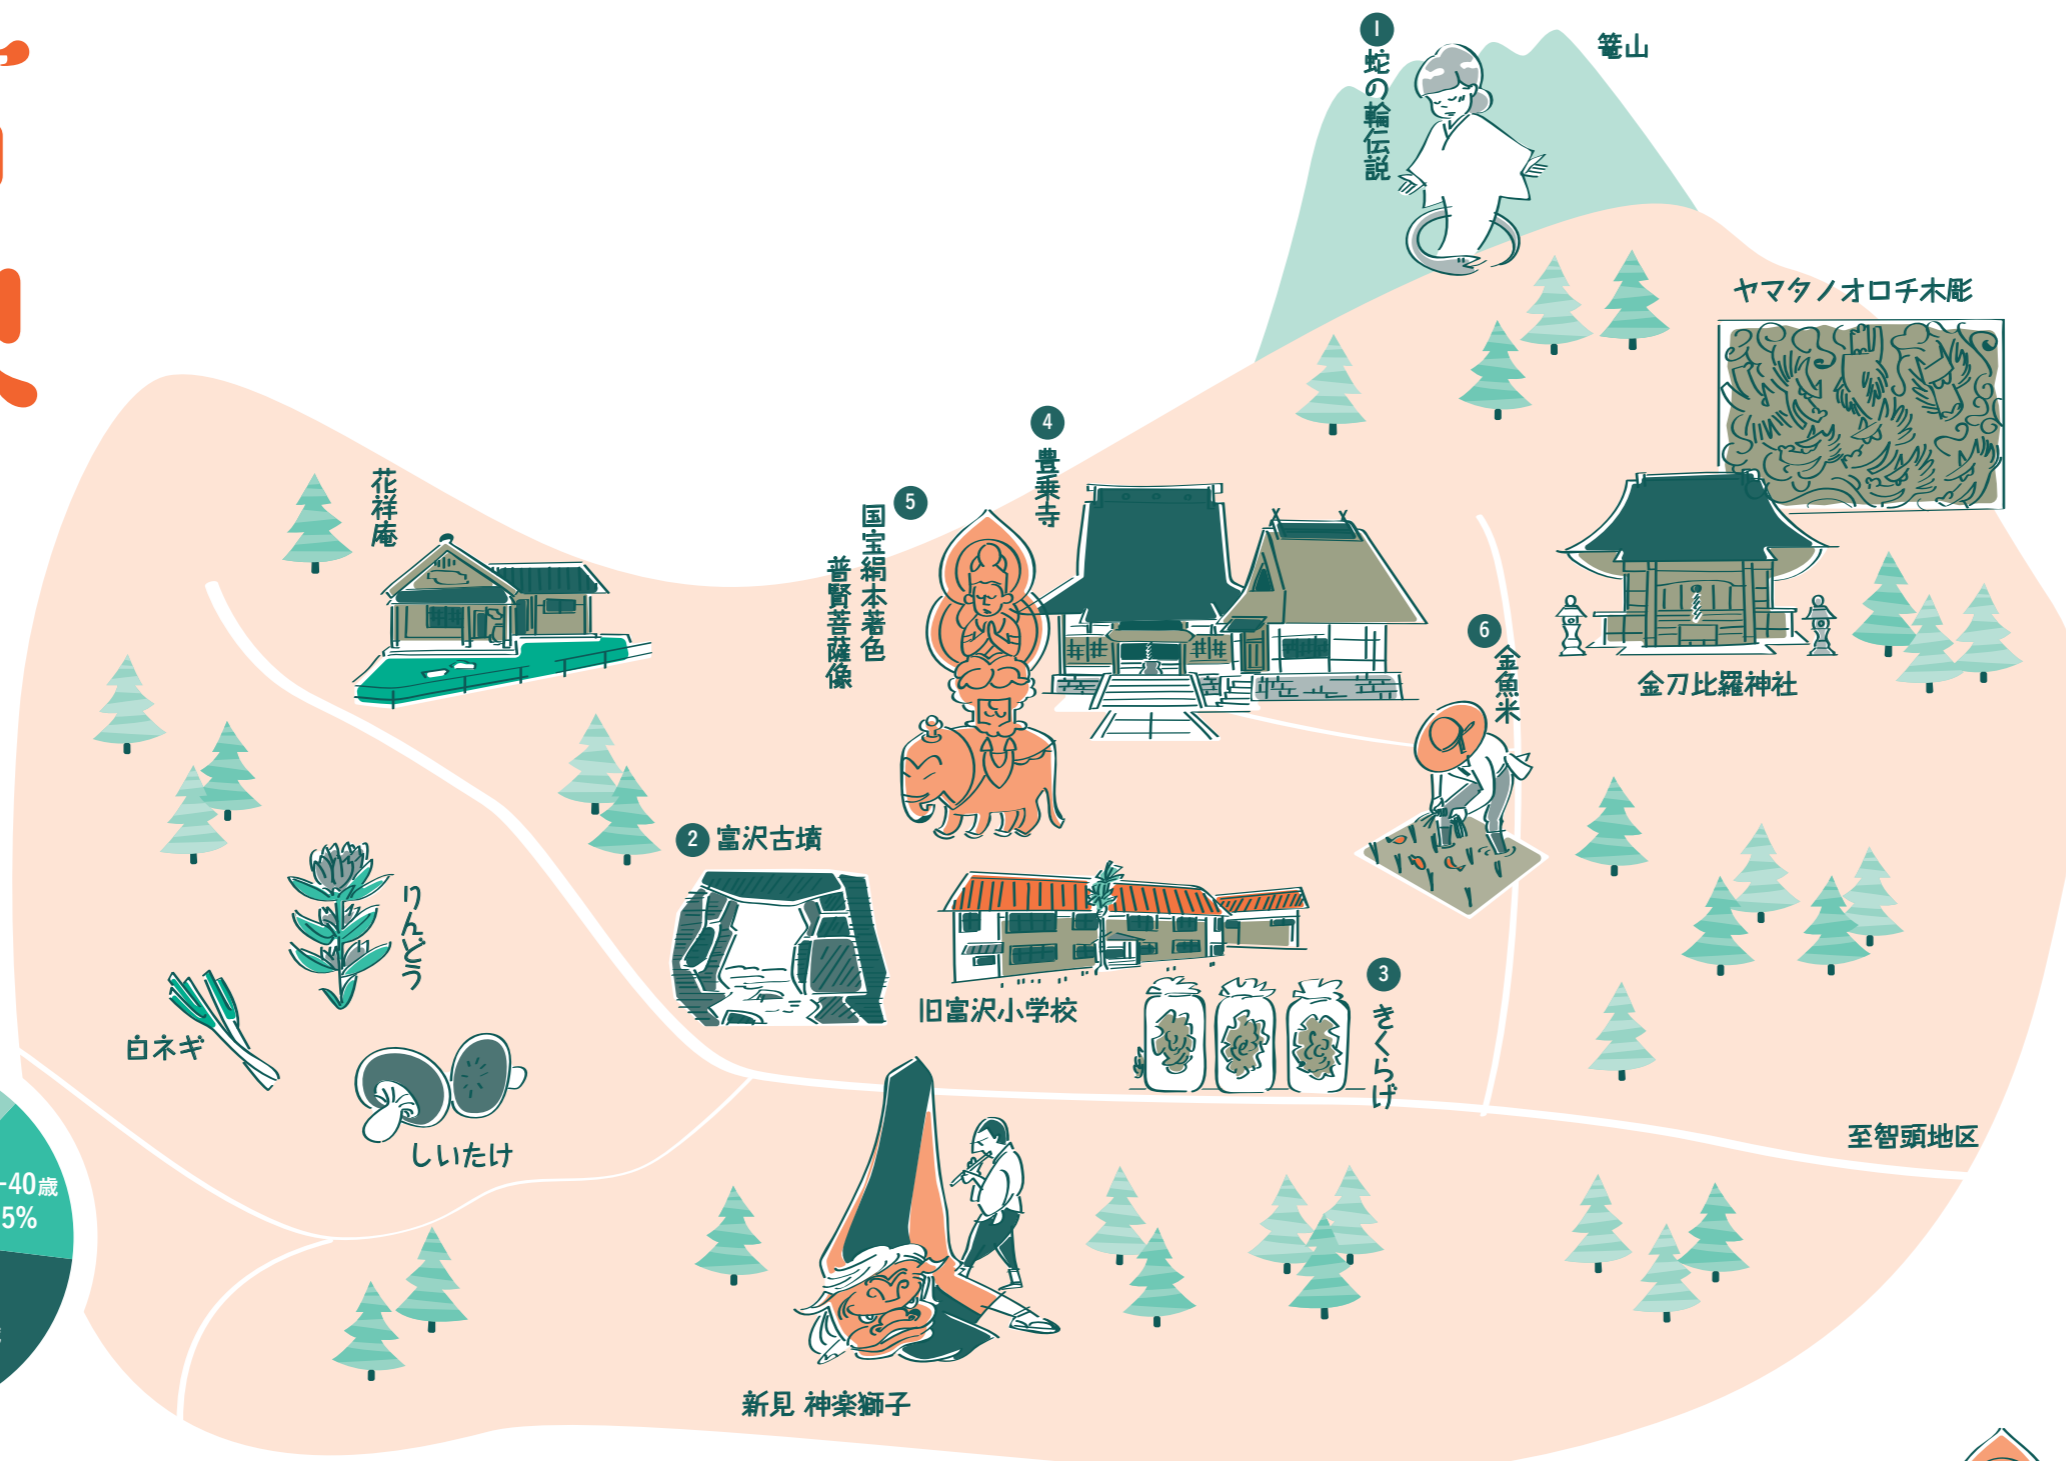 1
蛇の輪伝説
篭山
ヤマタノオロチ木彫
4
豊乗寺
5
国宝絹本著色
普賢菩薩像
花祥庵
6
金魚米
金刀比羅神社
2 富沢古墳
りんどう
白ネギ
しいたけ
旧富沢小学校
3
きくらげ
至智頭地区
-40歳
5%
新見 神楽獅子